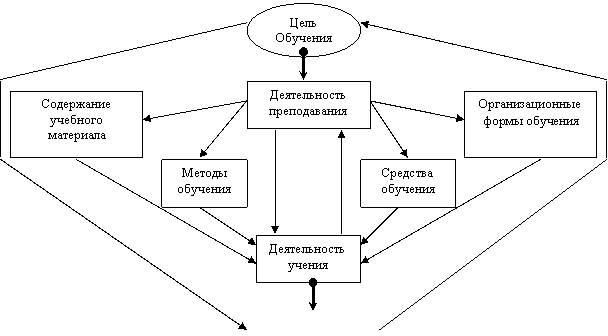 Цель
Обучения
Деятельность
преподавания
Содержание
учебного
материала
Организационные
формы обучения
Методы
обучения
Средства
обучения
Деятельность
учения